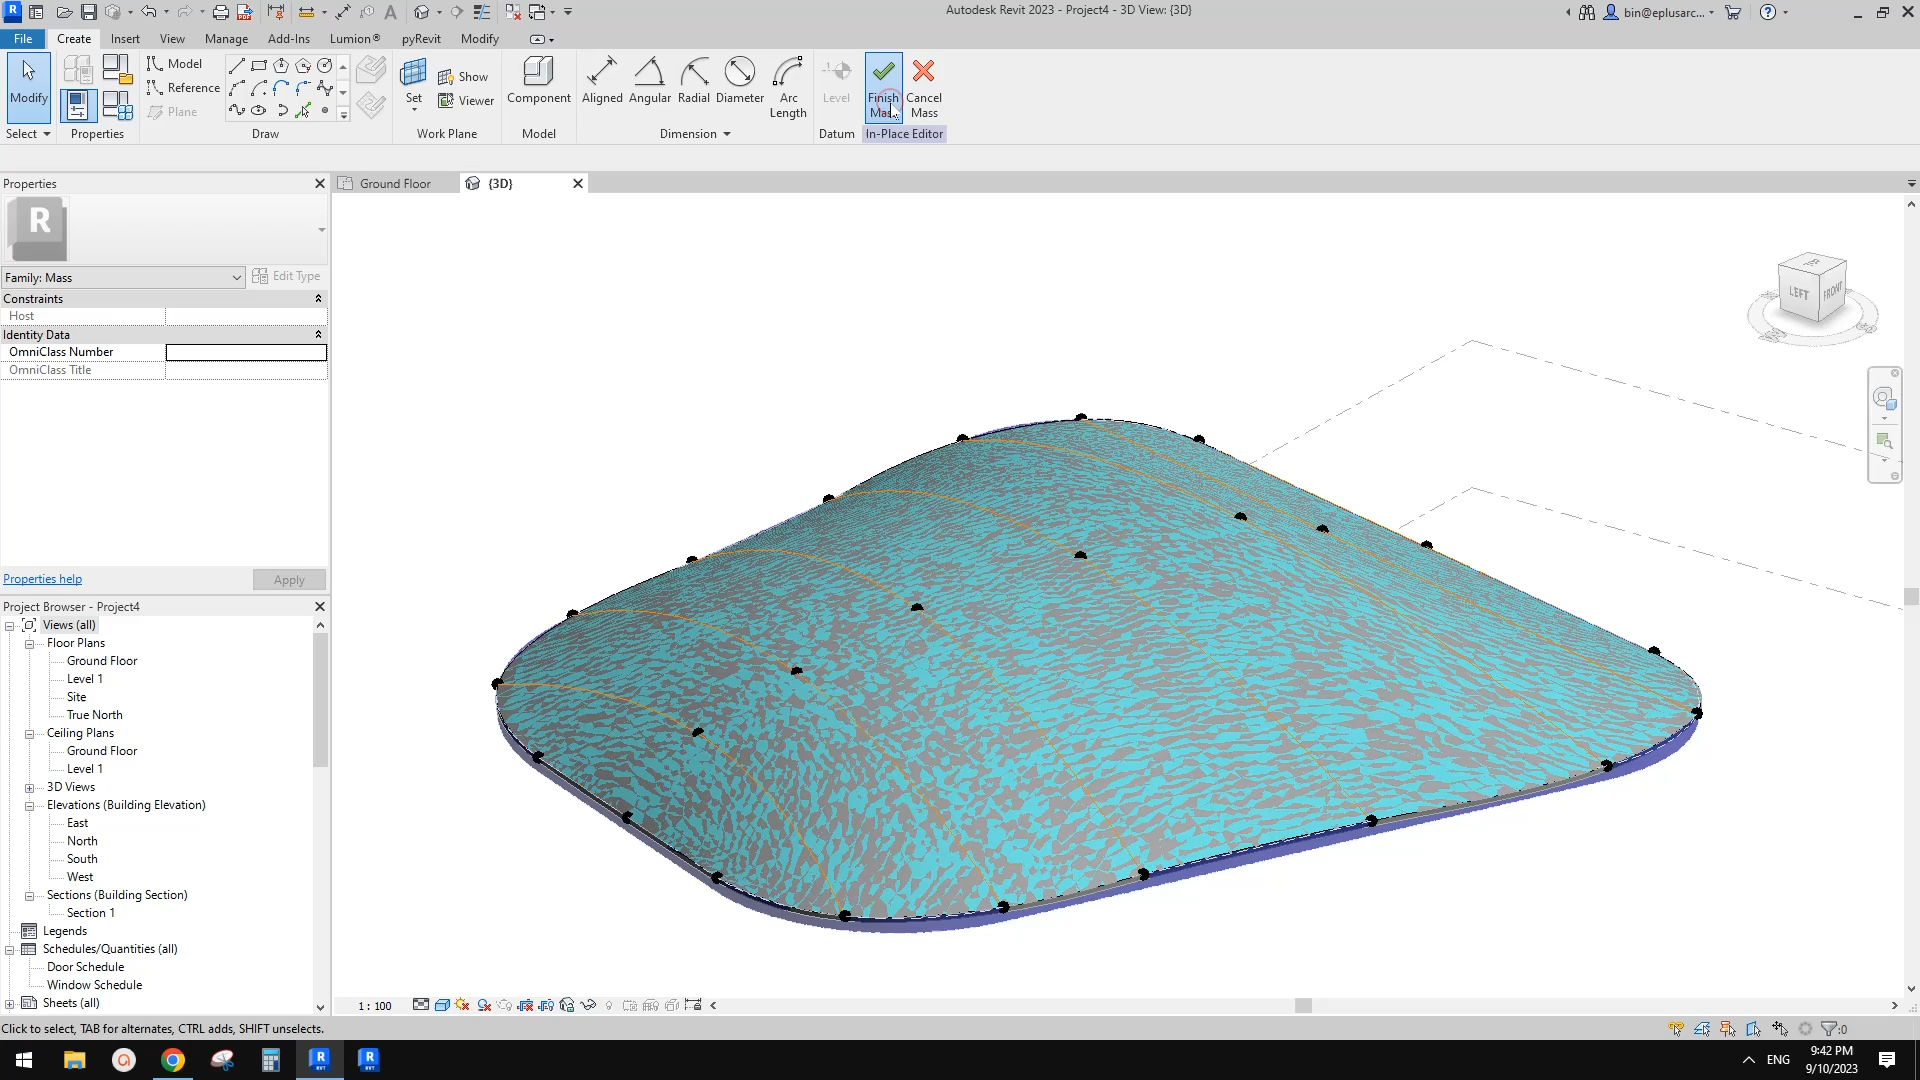 Autodesk Revit 2023 - Project4 - 3D View: {3D}
bin@eplusarc...
File
Create
Insert
View
Manage
Add-Ins
Lumion®
pyRevit
Modify
Modify
Select
Properties
Model
Reference
Plane
Draw
Set
Show
Viewer
Work Plane
Component
Model
Aligned
Angular
Radial
Diameter
Arc
Length
Dimension
Level
Datum
Finish
Mass
Cancel
Mass
In-Place Editor
Properties
Ground Floor
{3D}
R
Family: Mass
Edit Type
Constraints
Host
Identity Data
OmniClass Number
OmniClass Title
Properties help
Apply
LEFT
FRONT
Project Browser - Project4
Views (all)
Floor Plans
Ground Floor
Level 1
Site
True North
Ceiling Plans
Ground Floor
Level 1
3D Views
Elevations (Building Elevation)
East
North
South
West
Sections (Building Section)
Section 1
Legends
Schedules/Quantities (all)
Door Schedule
Window Schedule
Sheets (all)
1 : 100
Click to select, TAB for alternates, CTRL adds, SHIFT unselects.
:0
ENG
9:42 PM
9/10/2023